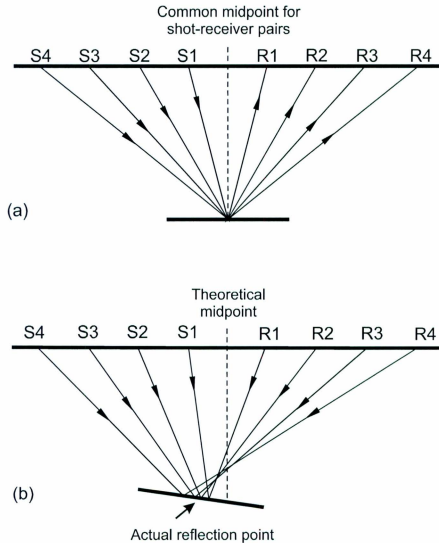 Common midpoint for
shot-receiver pairs
S4 S3 S2 S1 R1 R2 R3 R4
(a)
Theoretical
midpoint
S4 S3 S2 S1 R1 R2 R3 R4
(b)
Actual reflection point